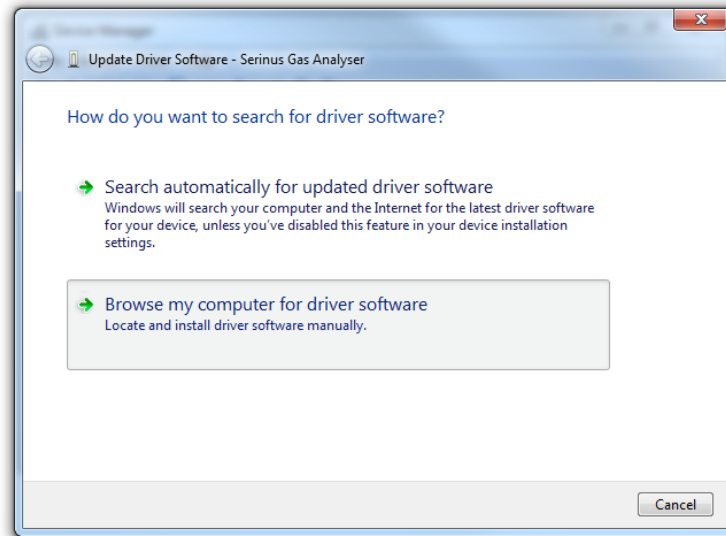 Device Manager
Update Driver Software - Serinus Gas Analyser
How do you want to search for driver software?
Search automatically for updated driver software
Windows will search your computer and the Internet for the latest driver software
for your device, unless you've disabled this feature in your device installation
settings.
Browse my computer for driver software
Locate and install driver software manually.
Cancel